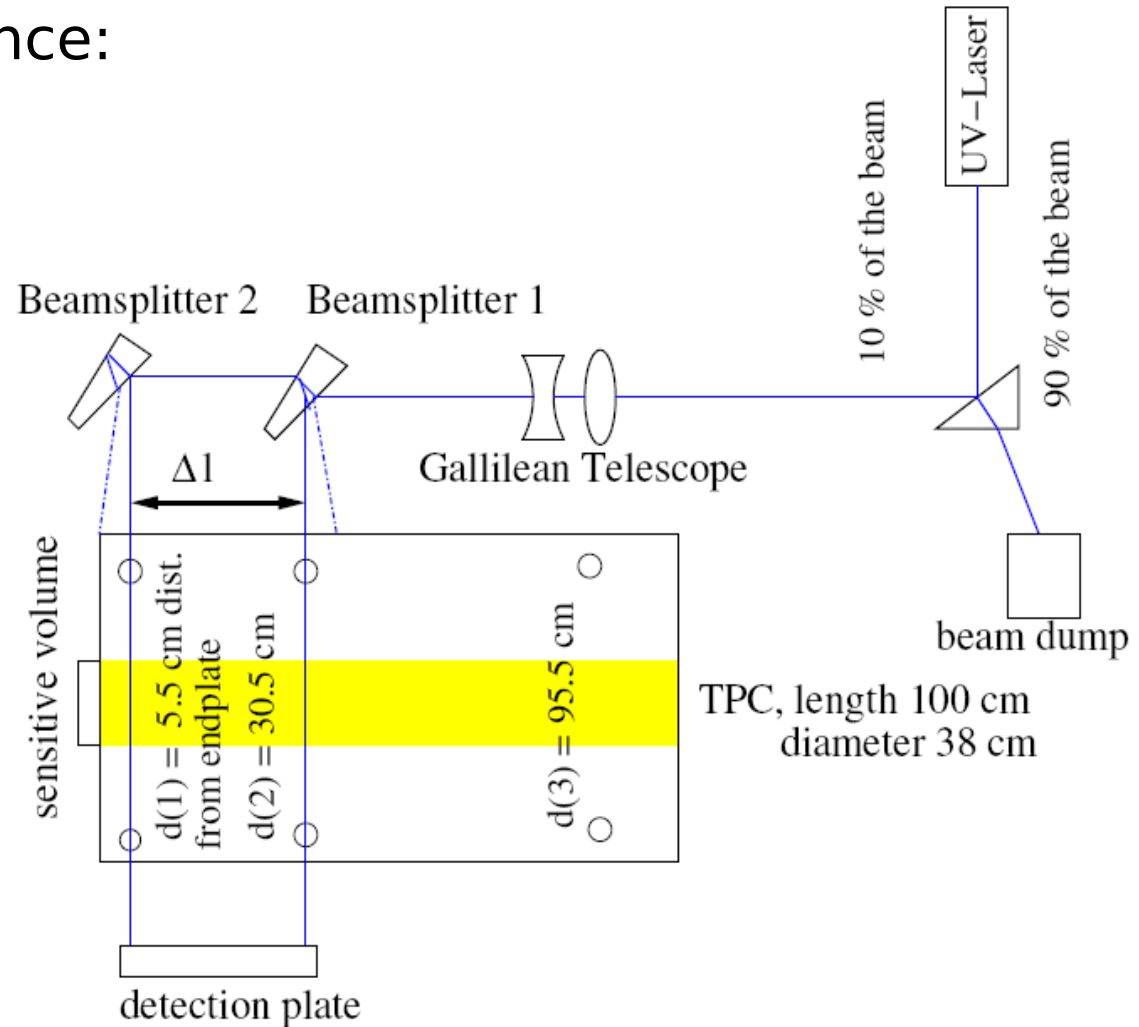 nce:
UV−Laser
10 % of the beam
90 % of the beam
Beamsplitter 2
Beamsplitter 1
Δl
Gallilean Telescope
sensitive volume
d(1) = 5.5 cm dist.
from endplate
d(2) = 30.5 cm
d(3) = 95.5 cm
beam dump
TPC, length 100 cm
diameter 38 cm
detection plate